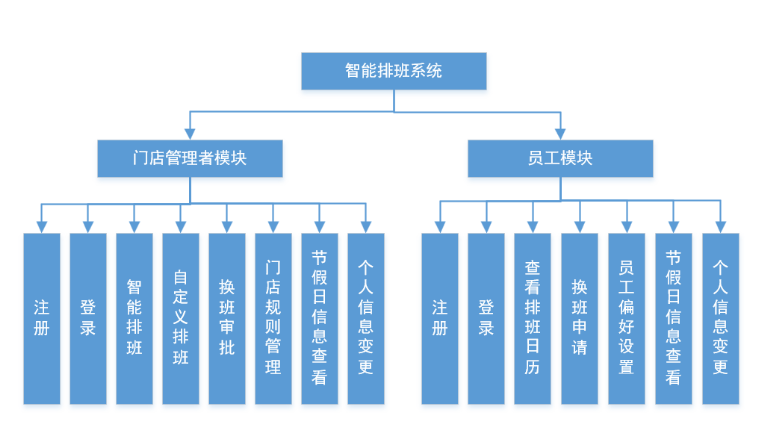 智能排班系统
门店管理者模块
员工模块
注册
登录
智能排班
自定义排班
换班审批
门店规则管理
节假日信息查看
个人信息变更
注册
登录
查看排班日历
换班申请
员工偏好设置
节假日信息查看
个人信息变更